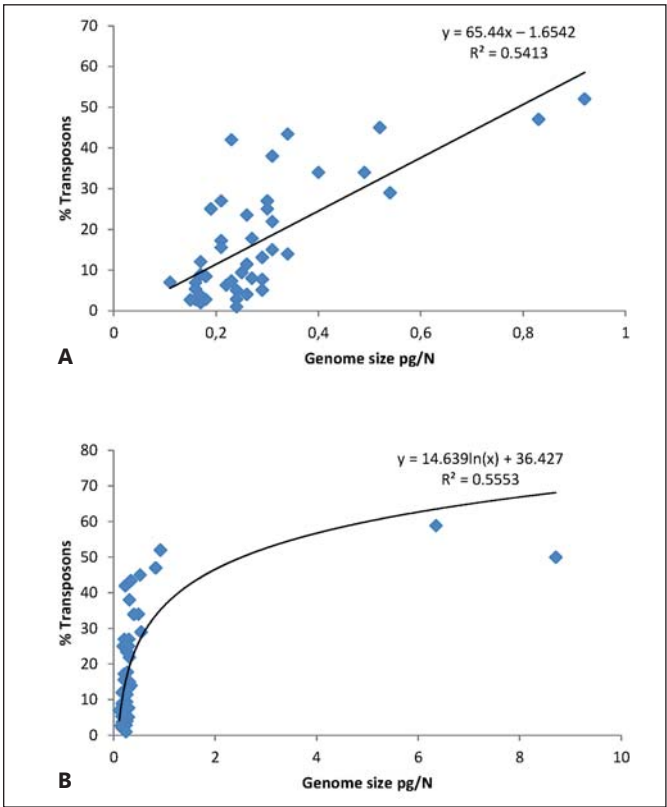 y = 65.44x – 1.6542
R² = 0.5413
70
60
50
40
30
20
10
0
% Transposons
0 0,2 0,4 0,6 0,8 1
Genome size pg/N
A
y = 14.639ln(x) + 36.427
R² = 0.5553
80
70
60
50
40
30
20
10
0
% Transposons
0 2 4 6 8 10
Genome size pg/N
B